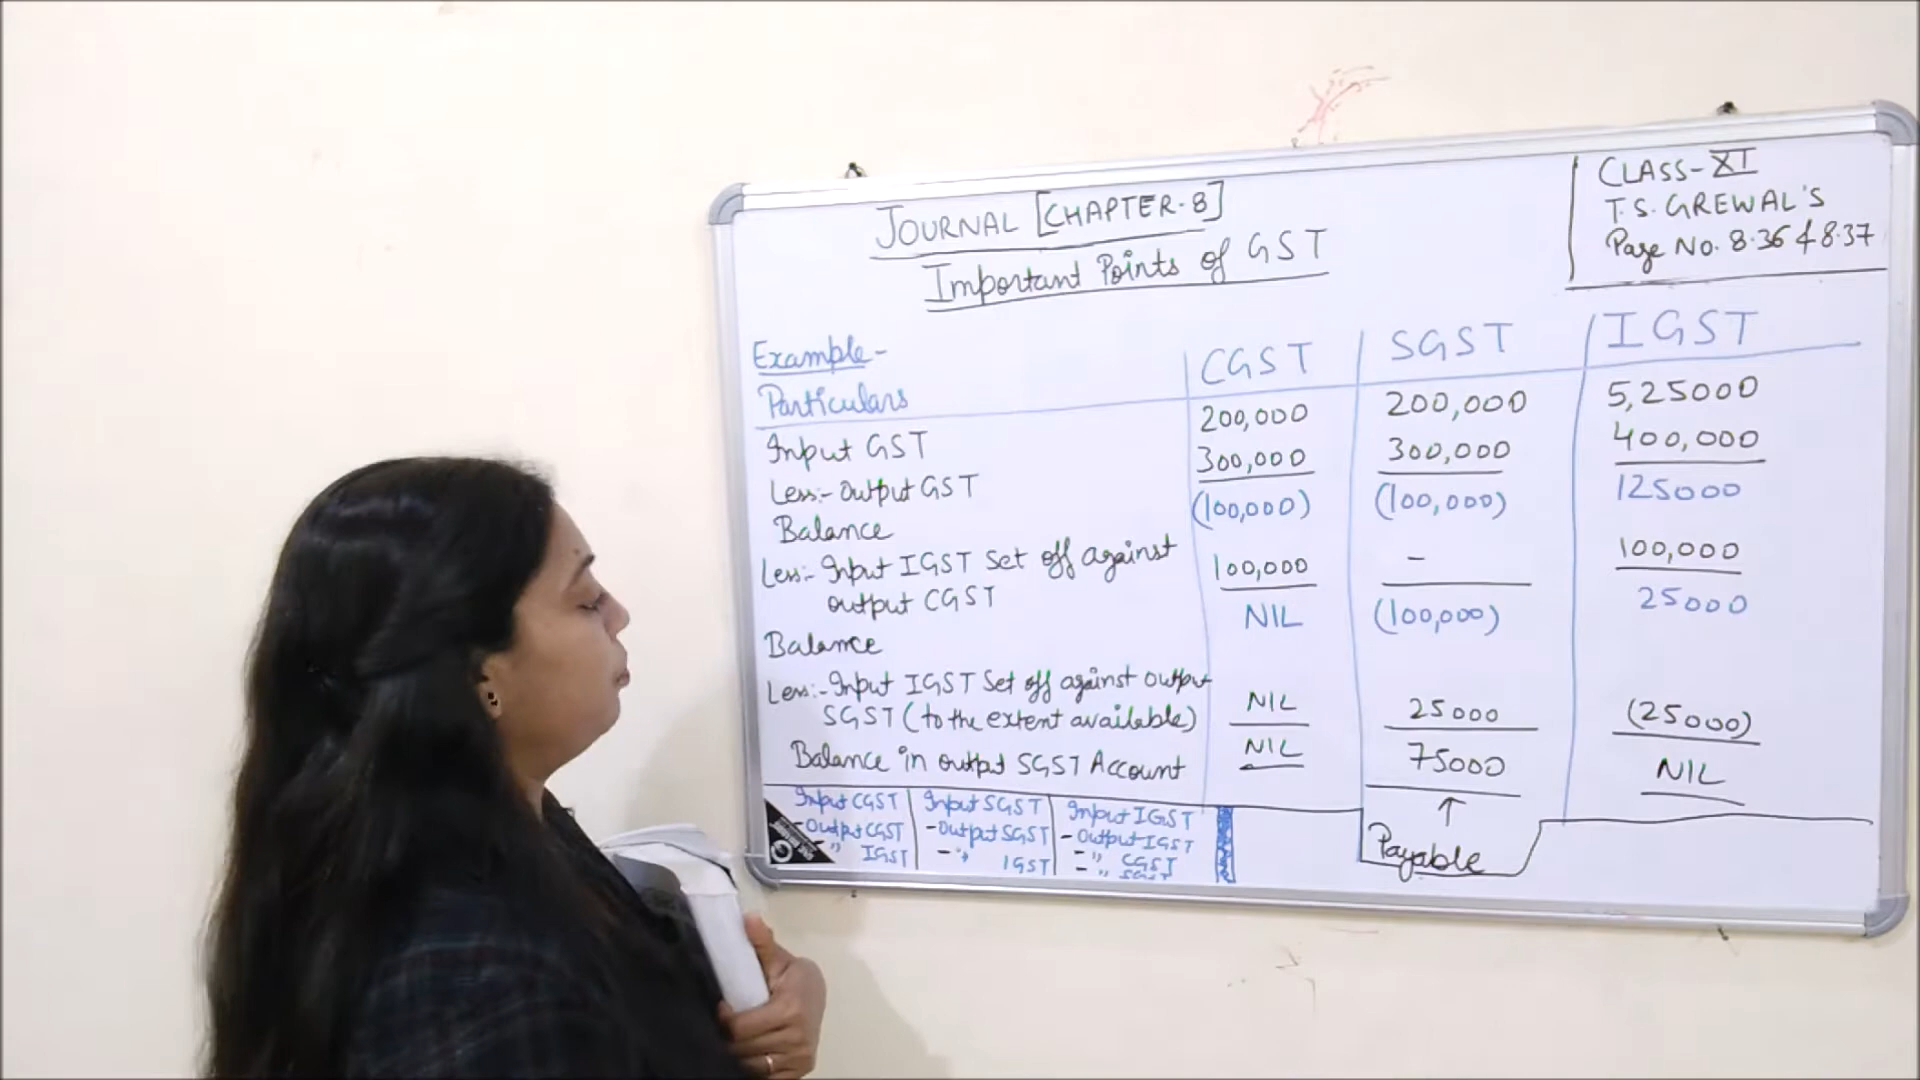 JOURNAL [CHAPTER-8]
Important Points of GST
CLASS-XI
T.S. GREWAL'S
Page No. 8.36 & 8.37
Example-
Particulars CGST SGST IGST
Input GST 200,000 200,000 5,25000
Less:- Output GST 300,000 300,000 400,000
Balance (100,000) (100,000) 125000
Less:- Input IGST Set off against
output CGST 100,000 - 100,000
Balance NIL (100,000) 25000
Less:- Input IGST Set off against output
SGST (to the extent available) NIL 25000 (25000)
Balance in output SGST Account NIL 75000 NIL
Payable
Input CGST Input SGST Input IGST
-Output CGST -Output SGST -Output IGST
-" IGST -" IGST -" CGST
-" SGST